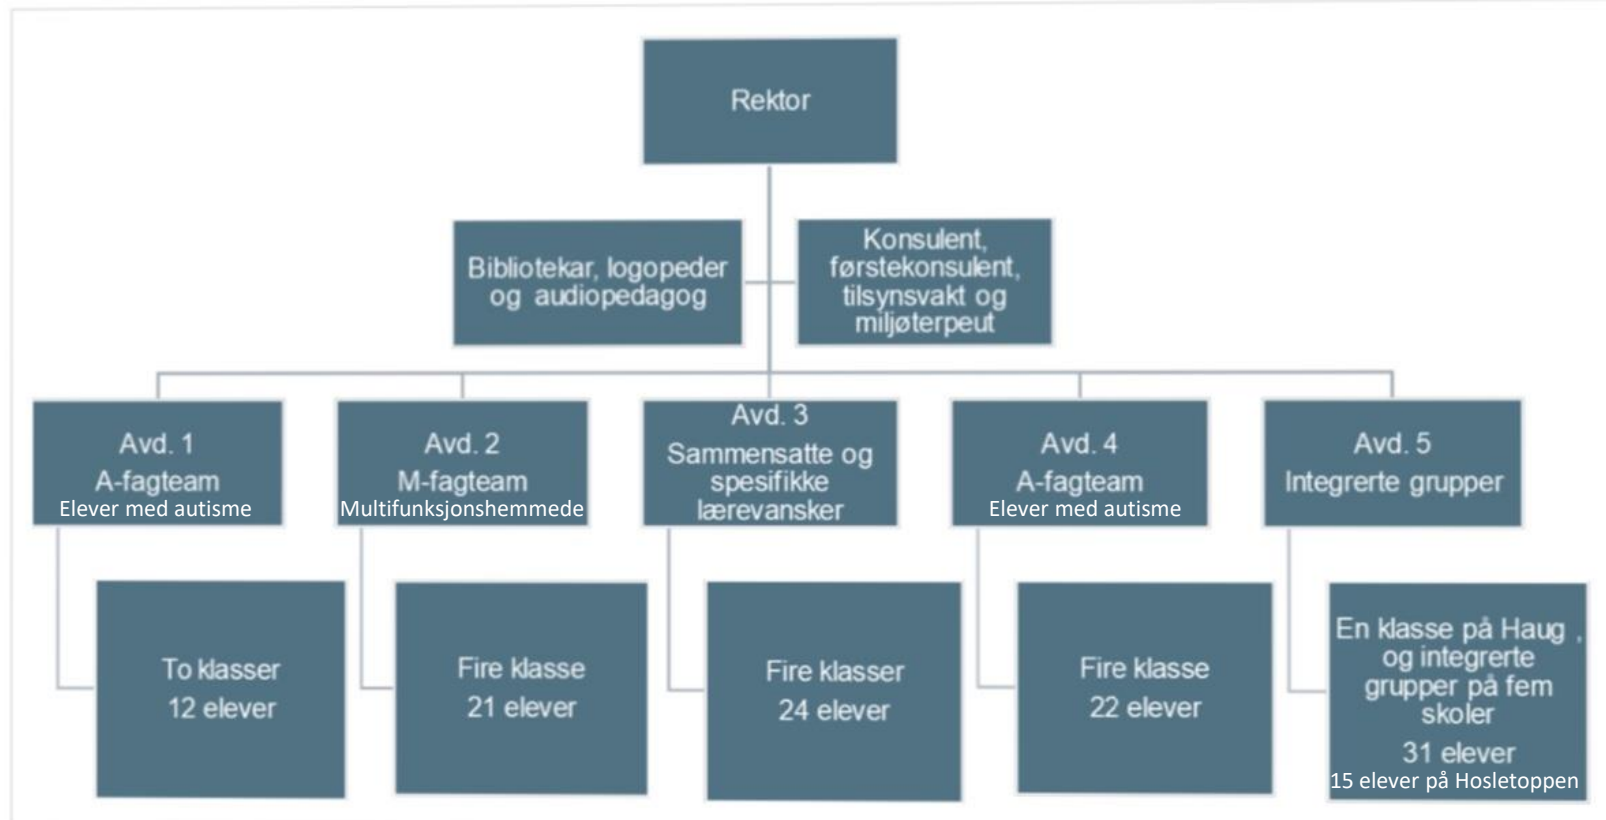 Rektor
Bibliotekar, logopeder
og audiopedagog
Konsulent,
førstekonsulent,
tilsynsvakt og
miljøterpeut
Avd. 1
A-fagteam
Elever med autisme
Avd. 2
M-fagteam
Multifunksjonshemmede
Avd. 3
Sammensatte og
spesifikke
lærevansker
Avd. 4
A-fagteam
Elever med autisme
Avd. 5
Integrerte grupper
To klasser
12 elever
Fire klasse
21 elever
Fire klasser
24 elever
Fire klasse
22 elever
En klasse på Haug ,
og integrerte
grupper på fem
skoler
31 elever
15 elever på Hosletoppen